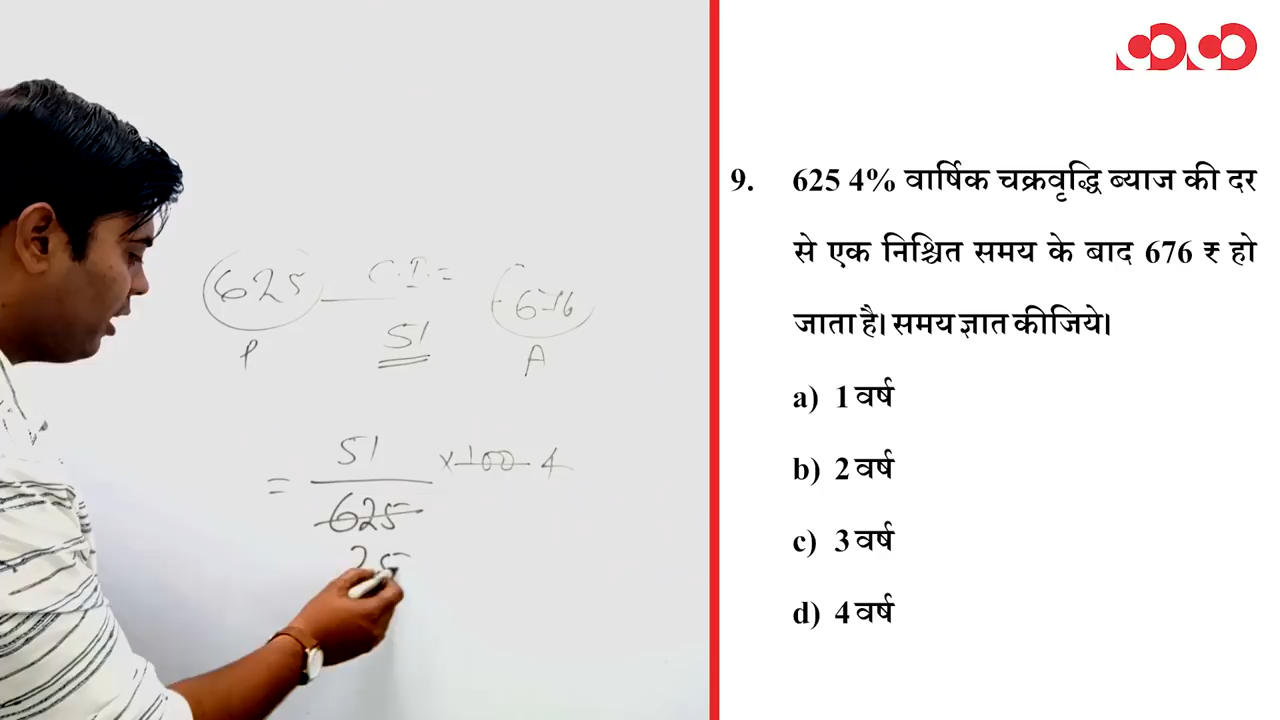 625 C.I. = 676
51
P A
= 51 × 100 4
625
25
9. 625 4% वार्षिक चक्रवृद्धि ब्याज की दर
से एक निश्चित समय के बाद 676 ₹ हो
जाता है। समय ज्ञात कीजिये।
a) 1 वर्ष
b) 2 वर्ष
c) 3 वर्ष
d) 4 वर्ष